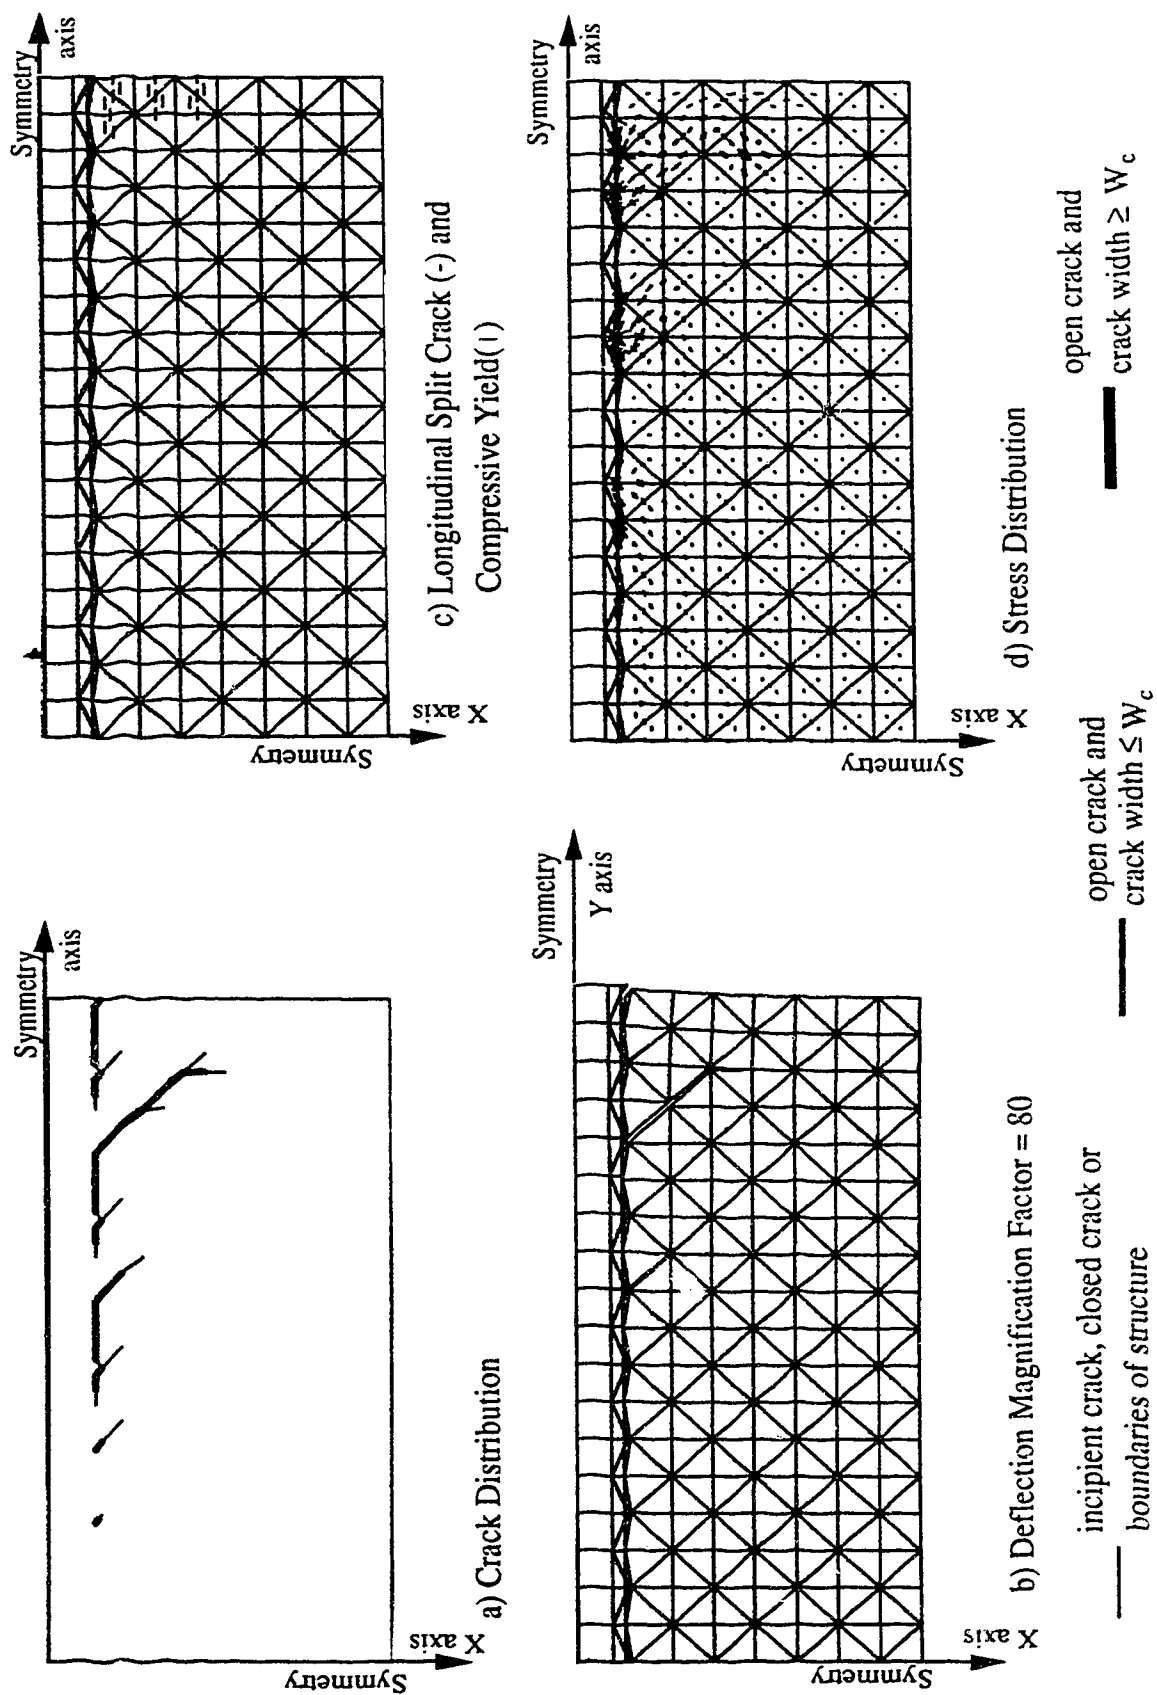 Symmetry
axis
Symmetry
X axis
a) Crack Distribution
Symmetry
axis
Symmetry
X axis
c) Longitudinal Split Crack (-) and
Compressive Yield(ı)
Symmetry
Y axis
Symmetry
X axis
b) Deflection Magnification Factor = 80
Symmetry
axis
Symmetry
X axis
d) Stress Distribution
incipient crack, closed crack or
boundaries of structure
open crack and
crack width ≤ W_c
open crack and
crack width ≥ W_c